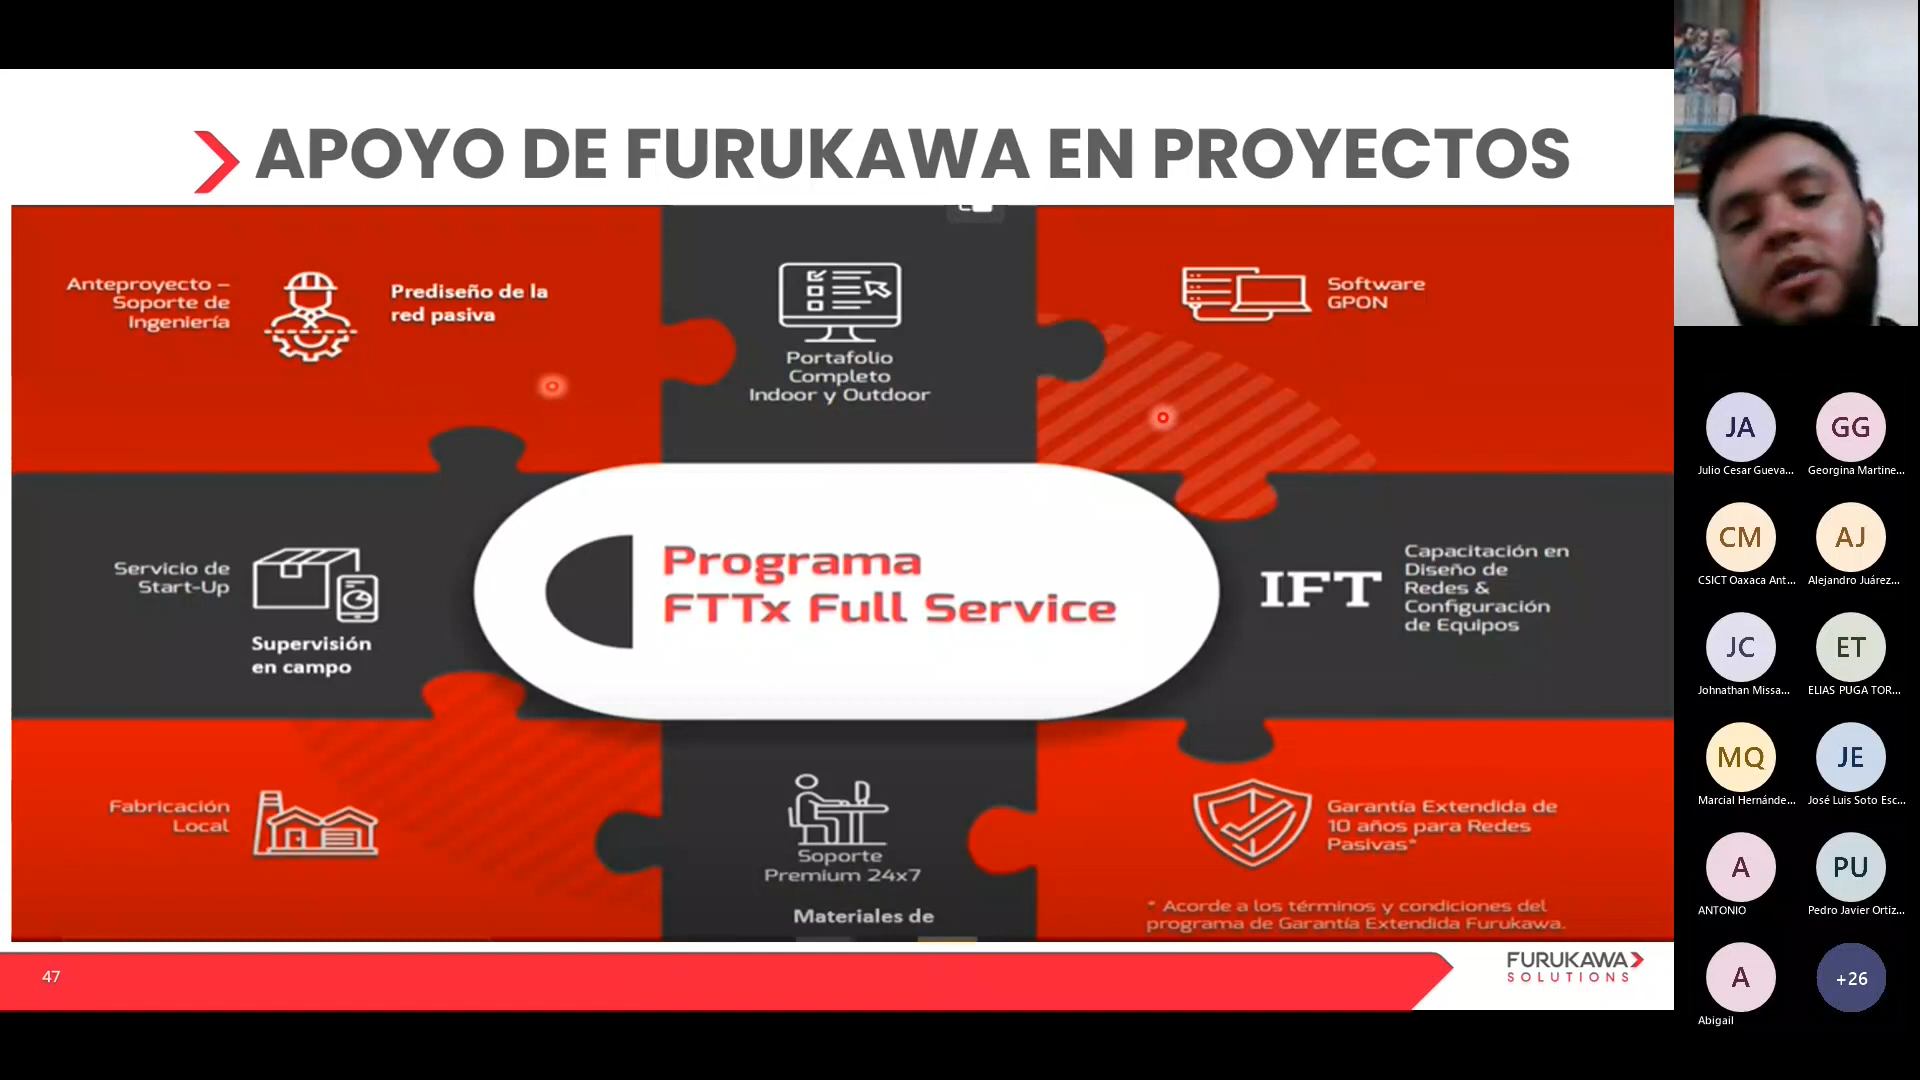 APOYO DE FURUKAWA EN PROYECTOS
Anteproyecto –
Soporte de
Ingeniería
Prediseño de la
red pasiva
Portafolio
Completo
Indoor y Outdoor
Software
GPON
Servicio de
Start-Up
Supervisión
en campo
Programa
FTTx Full Service
IFT
Capacitación en
Diseño de
Redes &
Configuración
de Equipos
Fabricación
Local
Soporte
Premium 24x7
Materiales de
Garantía Extendida de
10 años para Redes
Pasivas*
* Acorde a los términos y condiciones del
programa de Garantía Extendida Furukawa.
47
FURUKAWA
SOLUTIONS
JA
Julio Cesar Gueva...
GG
Georgina Martine...
CM
CSICT Oaxaca Ant...
AJ
Alejandro Juárez...
JC
Johnathan Missa...
ET
ELIAS PUGA TOR...
MQ
Marcial Hernánde...
JE
José Luis Soto Esc...
A
ANTONIO
PU
Pedro Javier Ortiz...
A
Abigail
+26